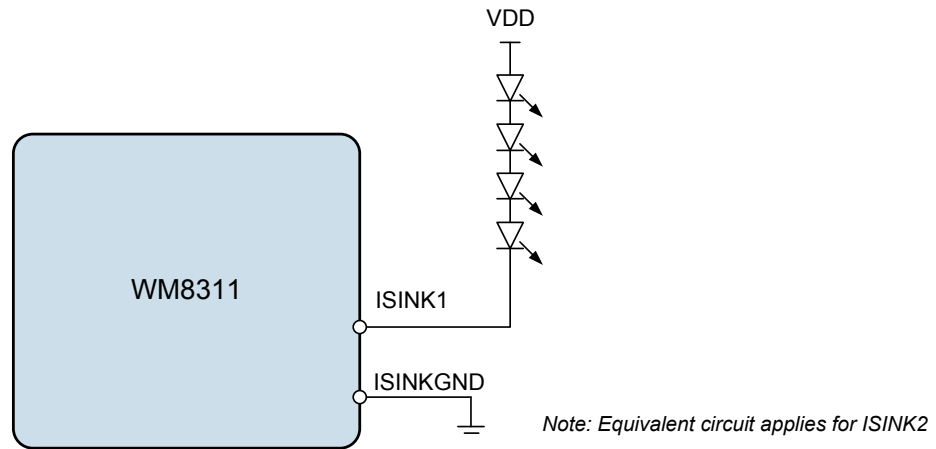 VDD
WM8311
ISINK1
ISINKGND
Note: Equivalent circuit applies for ISINK2